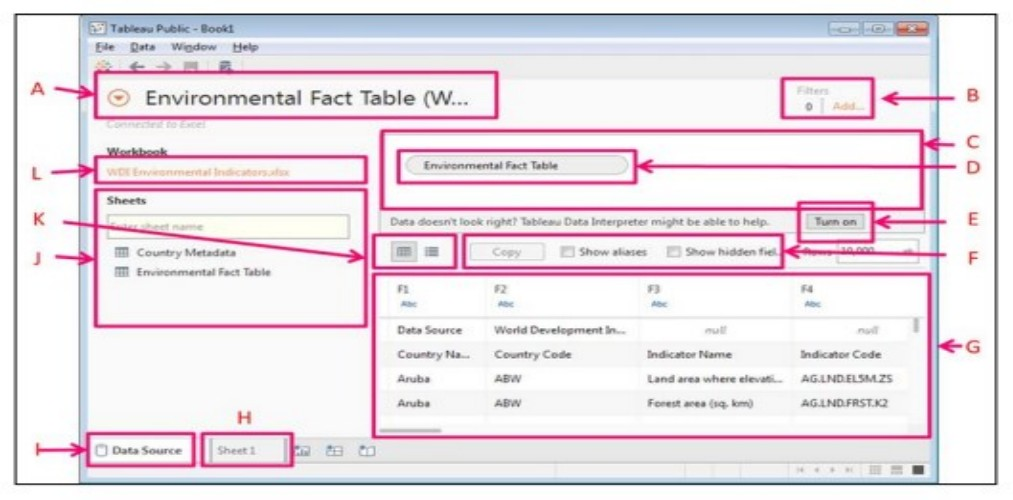 Tableau Public - Book1
File Data Window Help
A
Environmental Fact Table (W...
Filters
0 Add...
B
Connected to Excel
C
Workbook
Environmental Fact Table
D
L
WDI Environmental Indicators.xlsx
Sheets
K
Enter sheet name
Data doesn't look right? Tableau Data Interpreter might be able to help.
Turn on
E
J
Country Metadata
Copy
Show aliases
Show hidden fiel..
Rows 10,000
F
Environmental Fact Table
F1 F2 F3 F4
Abc Abc Abc Abc
Data Source World Development In... null null
G
Country Na... Country Code Indicator Name Indicator Code
Aruba ABW Land area where elevati... AG.LND.EL5M.ZS
Aruba ABW Forest area (sq. km) AG.LND.FRST.K2
H
I
Data Source
Sheet 1